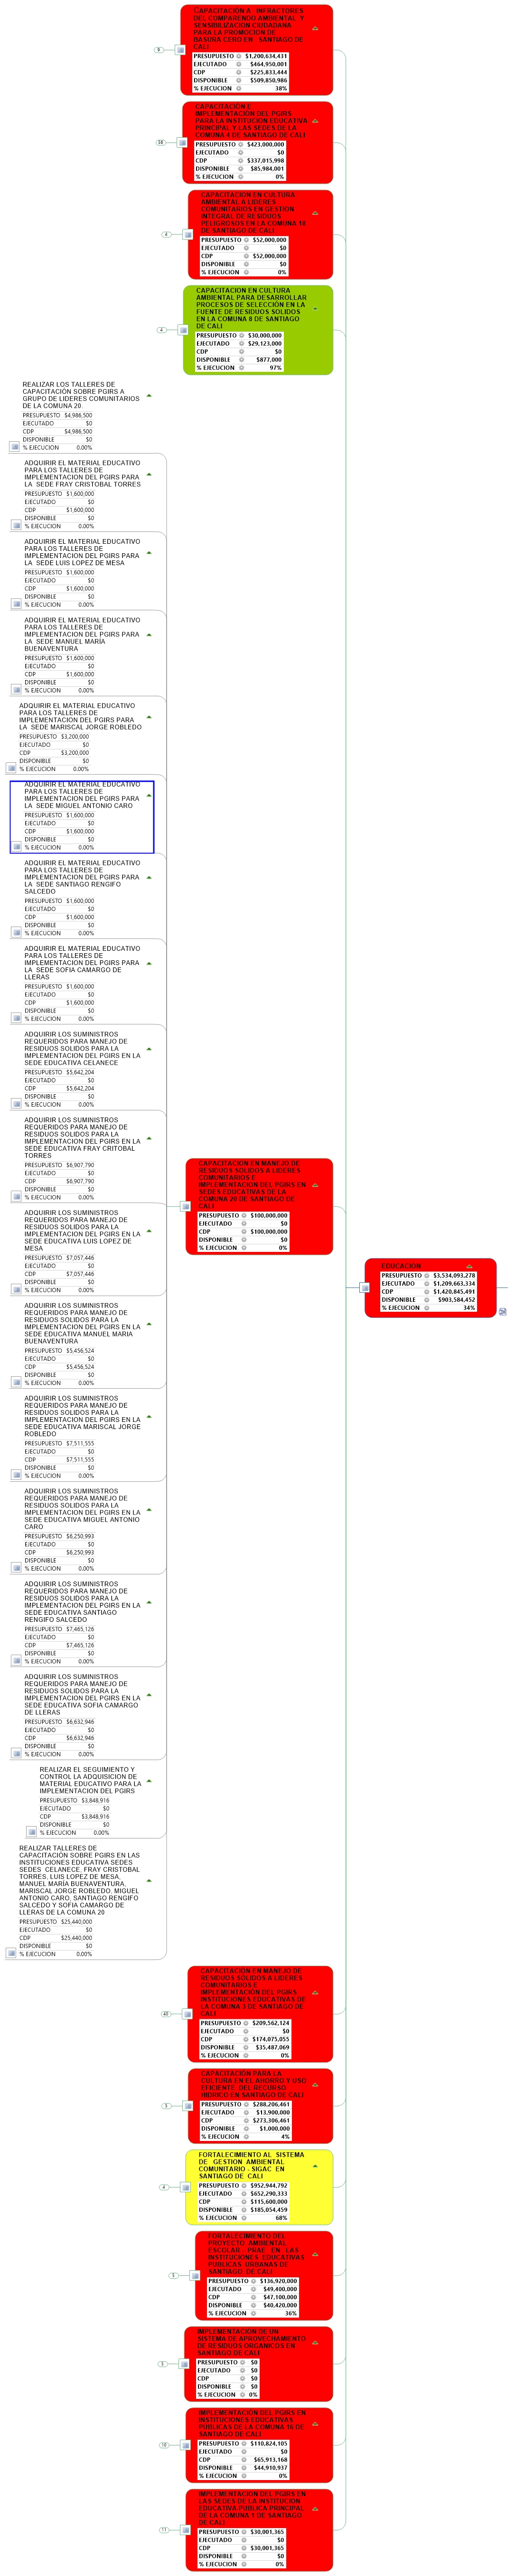 CAPACITACION A: INFRACTORES
DEL COMPARENDO AMBIENTAL Y
SENSIBILIZACION CIUDADANA
PARA LA PROMOCION DE
BASURA CERO EN SANTIAGO DE
CALI
PRESUPUESTO $1,200,634,431
EJECUTADO $464,950,001
CDP $225,833,444
DISPONIBLE $509,850,986
% EJECUCION 38%
9
CAPACITACIÓN E
IMPLEMENTACIÓN DEL PGIRS
PARA LA INSTITUCION EDUCATIVA
PRINCIPAL Y LAS SEDES DE LA
COMUNA 4 DE SANTIAGO DE CALI
PRESUPUESTO $423,000,000
EJECUTADO $0
CDP $337,015,998
DISPONIBLE $85,984,001
% EJECUCION 0%
38
CAPACITACION EN CULTURA
AMBIENTAL A LIDERES
COMUNITARIOS EN GESTION
INTEGRAL DE RESIDUOS
PELIGROSOS EN LA COMUNA 18
DE SANTIAGO DE CALI
PRESUPUESTO $52,000,000
EJECUTADO $0
CDP $52,000,000
DISPONIBLE $0
% EJECUCION 0%
4
CAPACITACION EN CULTURA
AMBIENTAL PARA DESARROLLAR
PROCESOS DE SELECCIÓN EN LA
FUENTE DE RESIDUOS SOLIDOS
EN LA COMUNA 8 DE SANTIAGO
DE CALI
PRESUPUESTO $30,000,000
EJECUTADO $29,123,000
CDP $0
DISPONIBLE $877,000
% EJECUCION 97%
4
REALIZAR LOS TALLERES DE
CAPACITACIÓN SOBRE PGIRS A
GRUPO DE LIDERES COMUNITARIOS
DE LA COMUNA 20
PRESUPUESTO $4,986,500
EJECUTADO $0
CDP $4,986,500
DISPONIBLE $0
% EJECUCION 0.00%
ADQUIRIR EL MATERIAL EDUCATIVO
PARA LOS TALLERES DE
IMPLEMENTACION DEL PGIRS PARA
LA SEDE FRAY CRISTOBAL TORRES
PRESUPUESTO $1,600,000
EJECUTADO $0
CDP $1,600,000
DISPONIBLE $0
% EJECUCION 0.00%
ADQUIRIR EL MATERIAL EDUCATIVO
PARA LOS TALLERES DE
IMPLEMENTACION DEL PGIRS PARA
LA SEDE LUIS LOPEZ DE MESA
PRESUPUESTO $1,600,000
EJECUTADO $0
CDP $1,600,000
DISPONIBLE $0
% EJECUCION 0.00%
ADQUIRIR EL MATERIAL EDUCATIVO
PARA LOS TALLERES DE
IMPLEMENTACION DEL PGIRS PARA
LA SEDE MANUEL MARÍA
BUENAVENTURA
PRESUPUESTO $1,600,000
EJECUTADO $0
CDP $1,600,000
DISPONIBLE $0
% EJECUCION 0.00%
ADQUIRIR EL MATERIAL EDUCATIVO
PARA LOS TALLERES DE
IMPLEMENTACION DEL PGIRS PARA
LA SEDE MARISCAL JORGE ROBLEDO
PRESUPUESTO $3,200,000
EJECUTADO $0
CDP $3,200,000
DISPONIBLE $0
% EJECUCION 0.00%
ADQUIRIR EL MATERIAL EDUCATIVO
PARA LOS TALLERES DE
IMPLEMENTACION DEL PGIRS PARA
LA SEDE MIGUEL ANTONIO CARO
PRESUPUESTO $1,600,000
EJECUTADO $0
CDP $1,600,000
DISPONIBLE $0
% EJECUCION 0.00%
ADQUIRIR EL MATERIAL EDUCATIVO
PARA LOS TALLERES DE
IMPLEMENTACION DEL PGIRS PARA
LA SEDE SANTIAGO RENGIFO
SALCEDO
PRESUPUESTO $1,600,000
EJECUTADO $0
CDP $1,600,000
DISPONIBLE $0
% EJECUCION 0.00%
ADQUIRIR EL MATERIAL EDUCATIVO
PARA LOS TALLERES DE
IMPLEMENTACION DEL PGIRS PARA
LA SEDE SOFIA CAMARGO DE
LLERAS
PRESUPUESTO $1,600,000
EJECUTADO $0
CDP $1,600,000
DISPONIBLE $0
% EJECUCION 0.00%
ADQUIRIR LOS SUMINISTROS
REQUERIDOS PARA MANEJO DE
RESIDUOS SOLIDOS PARA LA
IMPLEMENTACION DEL PGIRS EN LA
SEDE EDUCATIVA CELANECE
PRESUPUESTO $5,642,204
EJECUTADO $0
CDP $5,642,204
DISPONIBLE $0
% EJECUCION 0.00%
ADQUIRIR LOS SUMINISTROS
REQUERIDOS PARA MANEJO DE
RESIDUOS SOLIDOS PARA LA
IMPLEMENTACION DEL PGIRS EN LA
SEDE EDUCATIVA FRAY CRITOBAL
TORRES
PRESUPUESTO $6,907,790
EJECUTADO $0
CDP $6,907,790
DISPONIBLE $0
% EJECUCION 0.00%
ADQUIRIR LOS SUMINISTROS
REQUERIDOS PARA MANEJO DE
RESIDUOS SOLIDOS PARA LA
IMPLEMENTACION DEL PGIRS EN LA
SEDE EDUCATIVA LUIS LOPEZ DE
MESA
PRESUPUESTO $7,057,446
EJECUTADO $0
CDP $7,057,446
DISPONIBLE $0
% EJECUCION 0.00%
ADQUIRIR LOS SUMINISTROS
REQUERIDOS PARA MANEJO DE
RESIDUOS SOLIDOS PARA LA
IMPLEMENTACION DEL PGIRS EN LA
SEDE EDUCATIVA MANUEL MARIA
BUENAVENTURA
PRESUPUESTO $5,456,524
EJECUTADO $0
CDP $5,456,524
DISPONIBLE $0
% EJECUCION 0.00%
ADQUIRIR LOS SUMINISTROS
REQUERIDOS PARA MANEJO DE
RESIDUOS SOLIDOS PARA LA
IMPLEMENTACION DEL PGIRS EN LA
SEDE EDUCATIVA MARISCAL JORGE
ROBLEDO
PRESUPUESTO $7,511,555
EJECUTADO $0
CDP $7,511,555
DISPONIBLE $0
% EJECUCION 0.00%
ADQUIRIR LOS SUMINISTROS
REQUERIDOS PARA MANEJO DE
RESIDUOS SOLIDOS PARA LA
IMPLEMENTACION DEL PGIRS EN LA
SEDE EDUCATIVA MIGUEL ANTONIO
CARO
PRESUPUESTO $6,250,993
EJECUTADO $0
CDP $6,250,993
DISPONIBLE $0
% EJECUCION 0.00%
ADQUIRIR LOS SUMINISTROS
REQUERIDOS PARA MANEJO DE
RESIDUOS SOLIDOS PARA LA
IMPLEMENTACION DEL PGIRS EN LA
SEDE EDUCATIVA SANTIAGO
RENGIFO SALCEDO
PRESUPUESTO $7,465,126
EJECUTADO $0
CDP $7,465,126
DISPONIBLE $0
% EJECUCION 0.00%
ADQUIRIR LOS SUMINISTROS
REQUERIDOS PARA MANEJO DE
RESIDUOS SOLIDOS PARA LA
IMPLEMENTACION DEL PGIRS EN LA
SEDE EDUCATIVA SOFIA CAMARGO
DE LLERAS
PRESUPUESTO $6,632,946
EJECUTADO $0
CDP $6,632,946
DISPONIBLE $0
% EJECUCION 0.00%
REALIZAR EL SEGUIMIENTO Y
CONTROL LA ADQUISICION DE
MATERIAL EDUCATIVO PARA LA
IMPLEMENTACION DEL PGIRS
PRESUPUESTO $3,848,916
EJECUTADO $0
CDP $3,848,916
DISPONIBLE $0
% EJECUCION 0.00%
REALIZAR TALLERES DE
CAPACITACIÓN SOBRE PGIRS EN LAS
INSTITUCIONES EDUCATIVA SEDES
SEDES CELANECE, FRAY CRISTOBAL
TORRES, LUIS LOPEZ DE MESA,
MANUEL MARÍA BUENAVENTURA,
MARISCAL JORGE ROBLEDO, MIGUEL
ANTONIO CARO, SANTIAGO RENGIFO
SALCEDO Y SOFIA CAMARGO DE
LLERAS DE LA COMUNA 20
PRESUPUESTO $25,440,000
EJECUTADO $0
CDP $25,440,000
DISPONIBLE $0
% EJECUCION 0.00%
CAPACITACION EN MANEJO DE
RESIDUOS SOLIDOS A LIDERES
COMUNITARIOS E
IMPLEMENTACION DEL PGIRS EN
SEDES EDUCATIVAS DE LA
COMUNA 20 DE SANTIAGO DE
CALI
PRESUPUESTO $100,000,000
EJECUTADO $0
CDP $100,000,000
DISPONIBLE $0
% EJECUCION 0%
EDUCACION
PRESUPUESTO $3,534,093,278
EJECUTADO $1,209,663,334
CDP $1,420,845,491
DISPONIBLE $903,584,452
% EJECUCION 34%
CAPACITACIÓN EN MANEJO DE
RESIDUOS SOLIDOS A LIDERES
COMUNITARIOS E
IMPLEMENTACIÓN DEL PGIRS
INSTITUCIONES EDUCATIVAS DE
LA COMUNA 3 DE SANTIAGO DE
CALI
PRESUPUESTO $209,562,124
EJECUTADO $0
CDP $174,075,055
DISPONIBLE $35,487,069
% EJECUCION 0%
40
CAPACITACIÓN PARA LA
CULTURA EN EL AHORRO Y USO
EFICIENTE DEL RECURSO
HIDRICO EN SANTIAGO DE CALI
PRESUPUESTO $288,206,461
EJECUTADO $13,900,000
CDP $273,306,461
DISPONIBLE $1,000,000
% EJECUCION 4%
5
FORTALECIMIENTO AL SISTEMA
DE GESTION AMBIENTAL
COMUNITARIO - SIGAC EN
SANTIAGO DE CALI
PRESUPUESTO $952,944,792
EJECUTADO $652,290,333
CDP $115,600,000
DISPONIBLE $185,054,459
% EJECUCION 68%
4
FORTALECIMIENTO DEL
PROYECTO AMBIENTAL
ESCOLAR PRAE EN LAS
INSTITUCIONES EDUCATIVAS
PUBLICAS URBANAS DE
SANTIAGO DE CALI
PRESUPUESTO $136,920,000
EJECUTADO $49,400,000
CDP $47,100,000
DISPONIBLE $40,420,000
% EJECUCION 36%
IMPLEMENTACIÓN DE UN
SISTEMA DE APROVECHAMIENTO
DE RESIDUOS ORGANICOS EN
SANTIAGO DE CALI
PRESUPUESTO $0
EJECUTADO $0
CDP $0
DISPONIBLE $0
% EJECUCION 0%
IMPLEMENTACIÓN DEL PGIRS EN
INSTITUCIONES EDUCATIVAS
PÚBLICAS DE LA COMUNA 16 DE
SANTIAGO DE CALI
PRESUPUESTO $110,824,105
EJECUTADO $0
CDP $65,913,168
DISPONIBLE $44,910,937
% EJECUCION 0%
10
IMPLEMENTACION DEL PGIRS EN
LAS SEDES DE LA INSTITUCION
EDUCATIVA PUBLICA PRINCIPAL
DE LA COMUNA 1 DE SANTIAGO
DE CALI
PRESUPUESTO $30,001,365
EJECUTADO $0
CDP $30,001,365
DISPONIBLE $0
% EJECUCION 0%
11